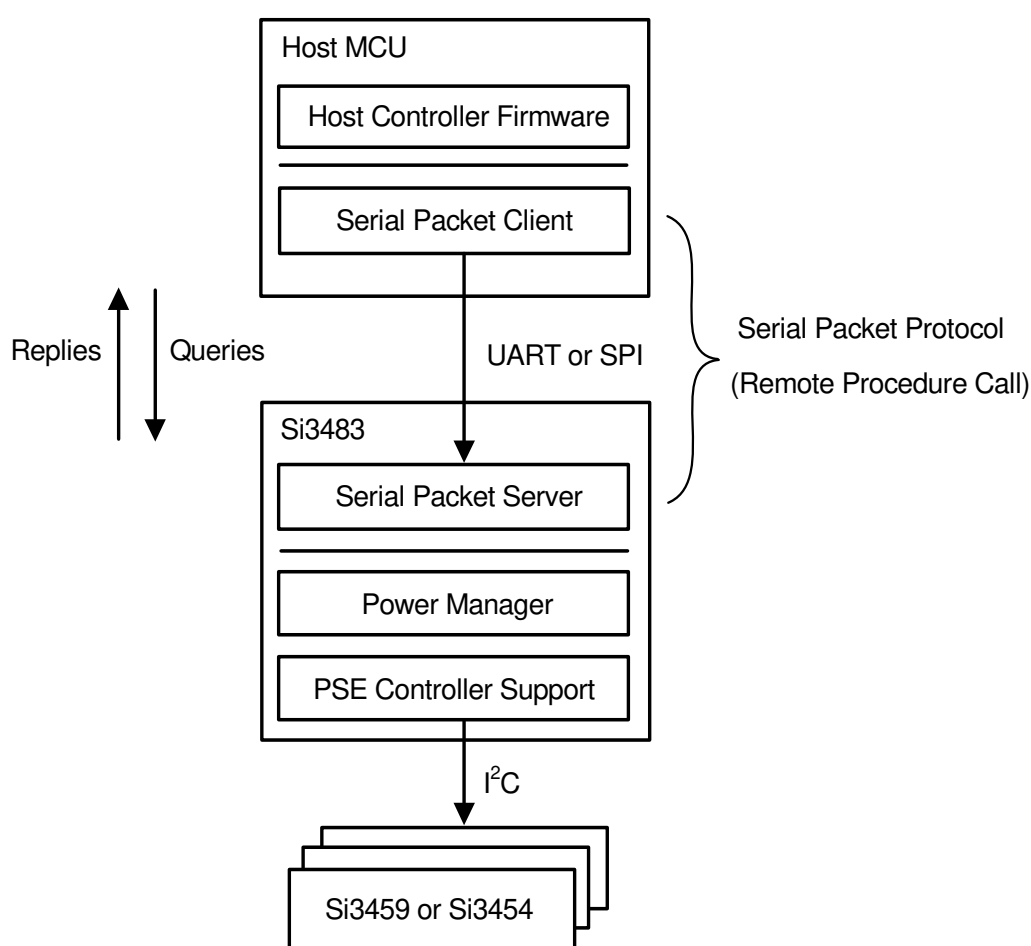 Host MCU
Host Controller Firmware
Serial Packet Client
Replies
Queries
UART or SPI
Serial Packet Protocol
(Remote Procedure Call)
Si3483
Serial Packet Server
Power Manager
PSE Controller Support
I²C
Si3459 or Si3454